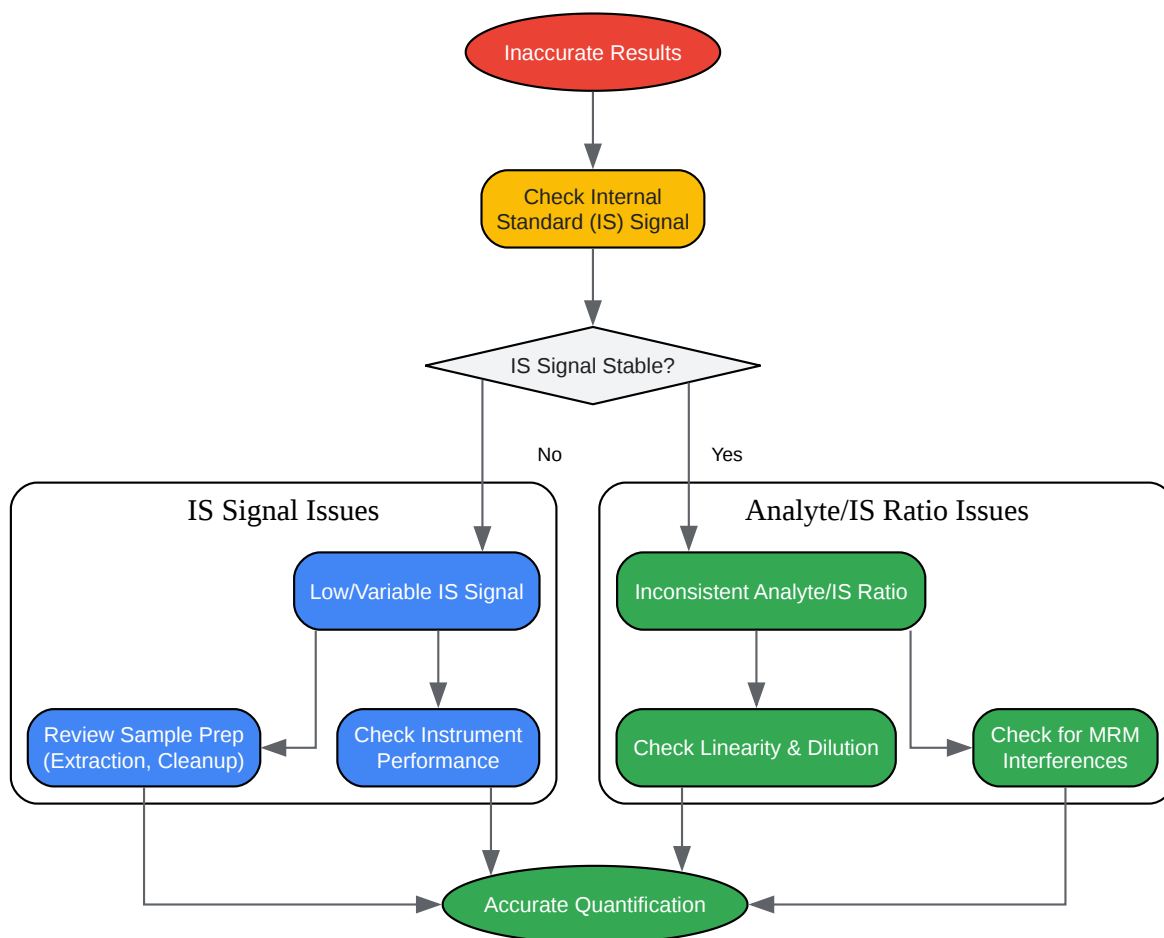 Inaccurate Results
Check Internal
Standard (IS) Signal
IS Signal Stable?
No
Yes
IS Signal Issues
Analyte/IS Ratio Issues
Low/Variable IS Signal
Inconsistent Analyte/IS Ratio
Review Sample Prep
(Extraction, Cleanup)
Check Instrument
Performance
Check Linearity & Dilution
Check for MRM
Interferences
Accurate Quantification